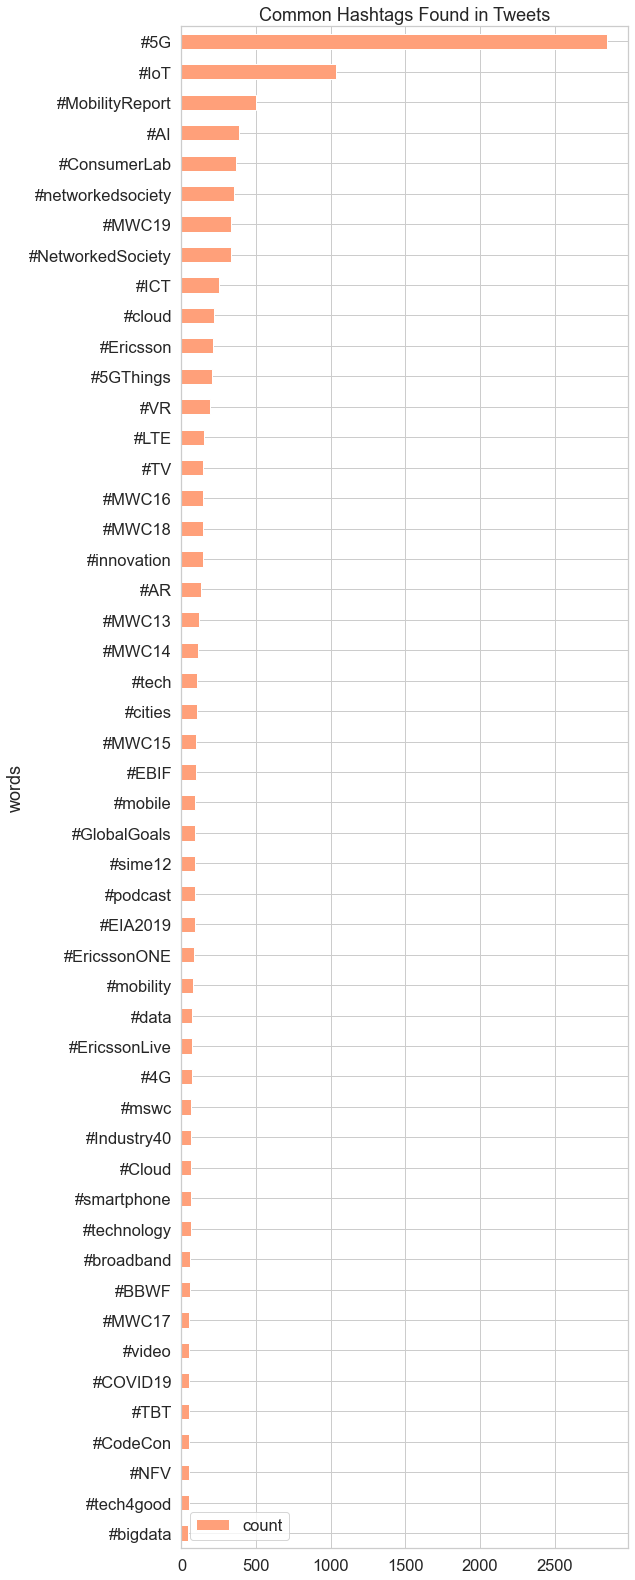 Common Hashtags Found in Tweets
#5G
#IoT
#MobilityReport
#AI
#ConsumerLab
#networkedsociety
#MWC19
#NetworkedSociety
#ICT
#cloud
#Ericsson
#5GThings
#VR
#LTE
#TV
#MWC16
#MWC18
#innovation
#AR
#MWC13
#MWC14
#tech
#cities
#MWC15
#EBIF
#mobile
#GlobalGoals
#sime12
#podcast
#EIA2019
#EricssonONE
#mobility
#data
#EricssonLive
#4G
#mswc
#Industry40
#Cloud
#smartphone
#technology
#broadband
#BBWF
#MWC17
#video
#COVID19
#TBT
#CodeCon
#NFV
#tech4good
#bigdata
words
count
0 500 1000 1500 2000 2500